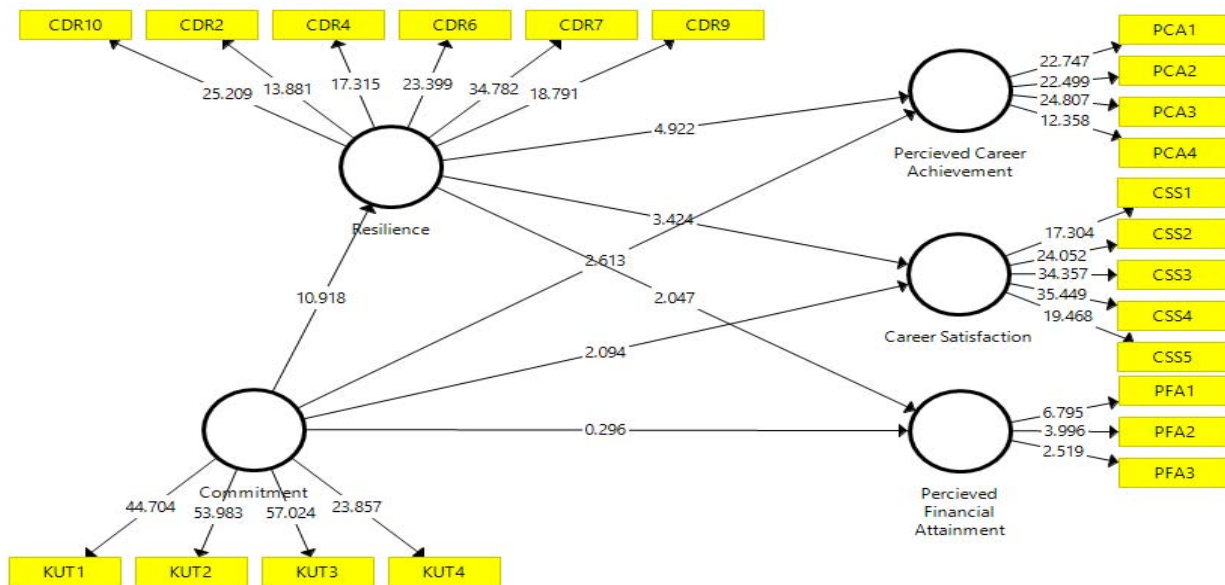 CDR10 CDR2 CDR4 CDR6 CDR7 CDR9
25.209 13.881 17.315 23.399 34.782 18.791
Resilience
PCA1
PCA2
PCA3
PCA4
22.747
22.499
24.807
12.358
Percieved Career
Achievement
4.922
3.424
2.613
2.047
10.918
2.094
0.296
CSS1
CSS2
CSS3
CSS4
CSS5
17.304
24.052
34.357
35.449
19.468
Career Satisfaction
PFA1
PFA2
PFA3
6.795
3.996
2.519
Percieved
Financial
Attainment
Commitment
44.704 53.983 57.024 23.857
KUT1 KUT2 KUT3 KUT4